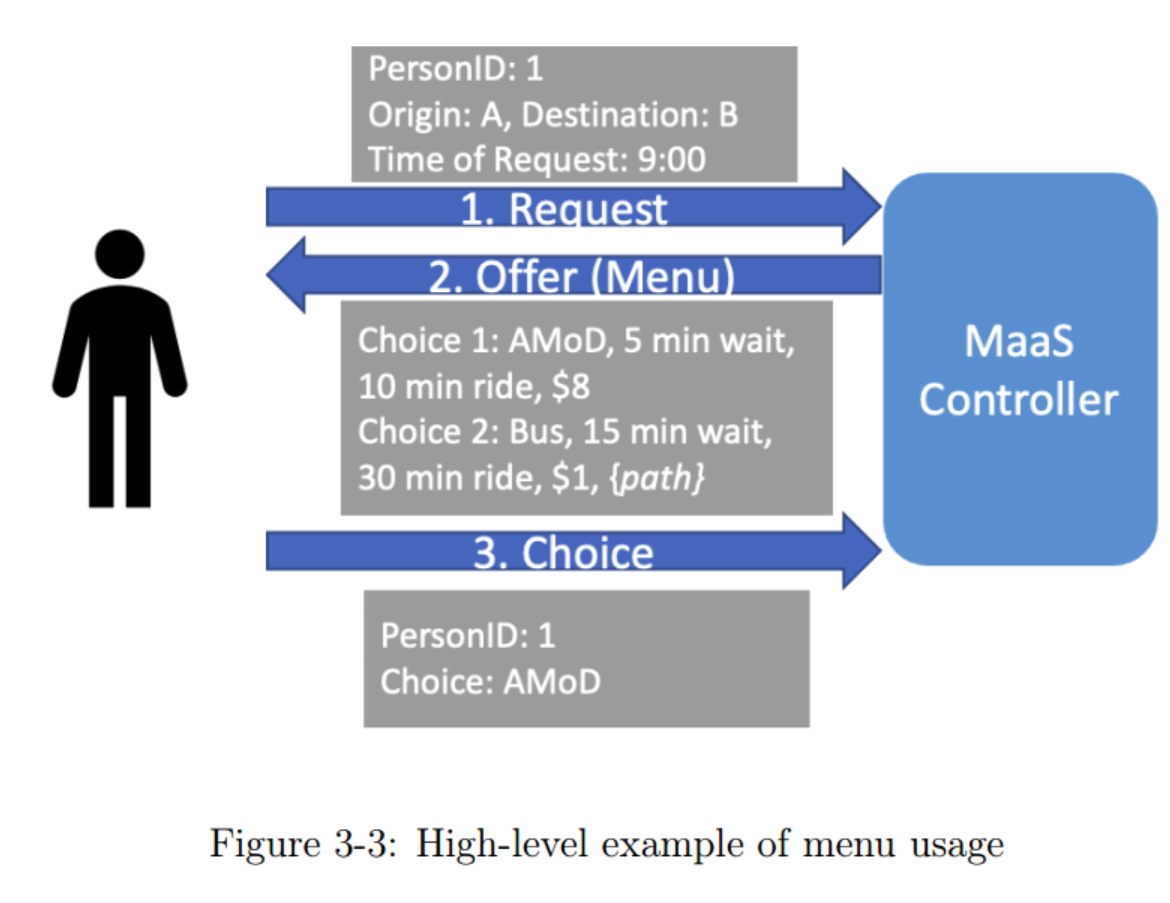 PersonID: 1
Origin: A, Destination: B
Time of Request: 9:00
1. Request
2. Offer (Menu)
Choice 1: AMoD, 5 min wait,
10 min ride, $8
Choice 2: Bus, 15 min wait,
30 min ride, $1, {path}
3. Choice
PersonID: 1
Choice: AMoD
MaaS
Controller
Figure 3-3: High-level example of menu usage